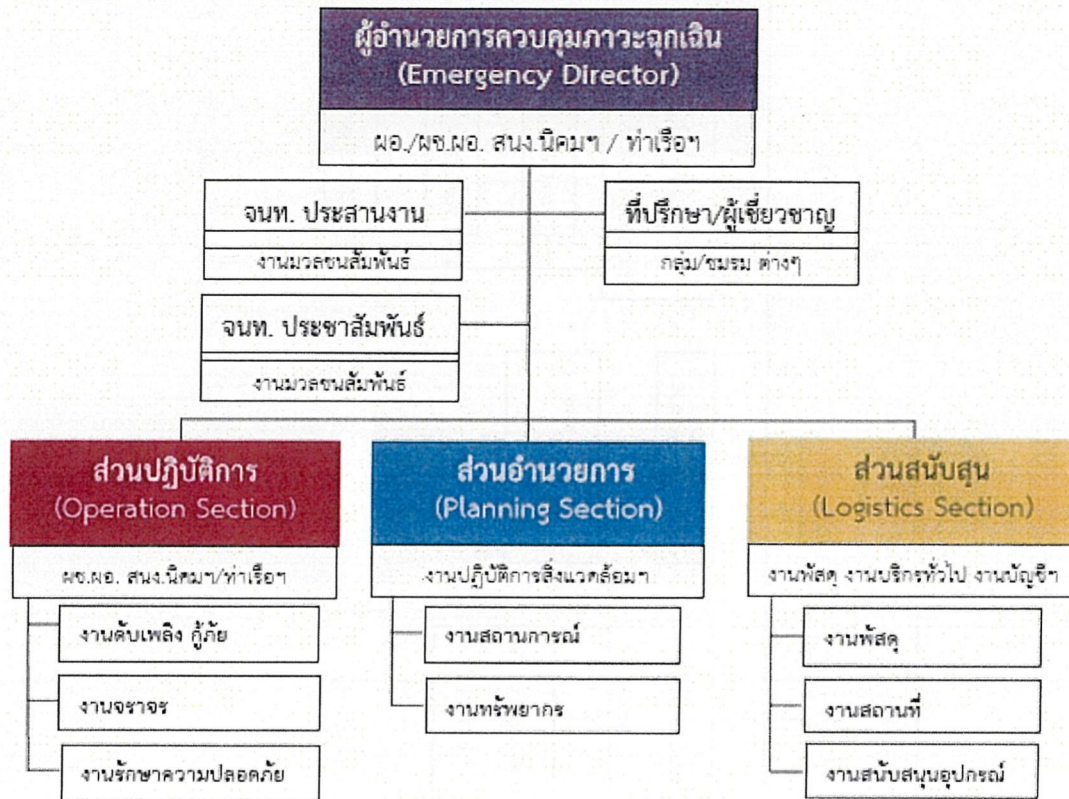 ผู้อำนวยการควบคุมภาวะฉุกเฉิน
(Emergency Director)
ผอ./ผช.ผอ. สนง.นิคมฯ / ท่าเรือฯ
จนท. ประสานงาน
งานมวลชนสัมพันธ์
ที่ปรึกษา/ผู้เชี่ยวชาญ
กลุ่ม/ชมรม ต่างๆ
จนท. ประชาสัมพันธ์
งานมวลชนสัมพันธ์
ส่วนปฏิบัติการ
(Operation Section)
ผช.ผอ. สนง.นิคมฯ/ท่าเรือฯ
งานดับเพลิง กู้ภัย
งานจราจร
งานรักษาความปลอดภัย
ส่วนอำนวยการ
(Planning Section)
งานปฏิบัติการสิ่งแวดล้อมฯ
งานสถานการณ์
งานทรัพยากร
ส่วนสนับสุน
(Logistics Section)
งานพัสดุ งานบริการทั่วไป งานบัญชีฯ
งานพัสดุ
งานสถานที่
งานสนับสนุนอุปกรณ์